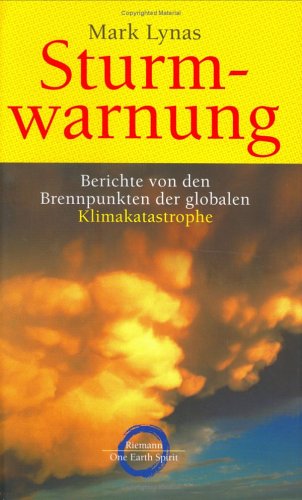 Mark Lynas
Sturm-
warnung
Berichte von den
Brennpunkten der globalen
Klimakatastrophe
Riemann
One Earth Spirit